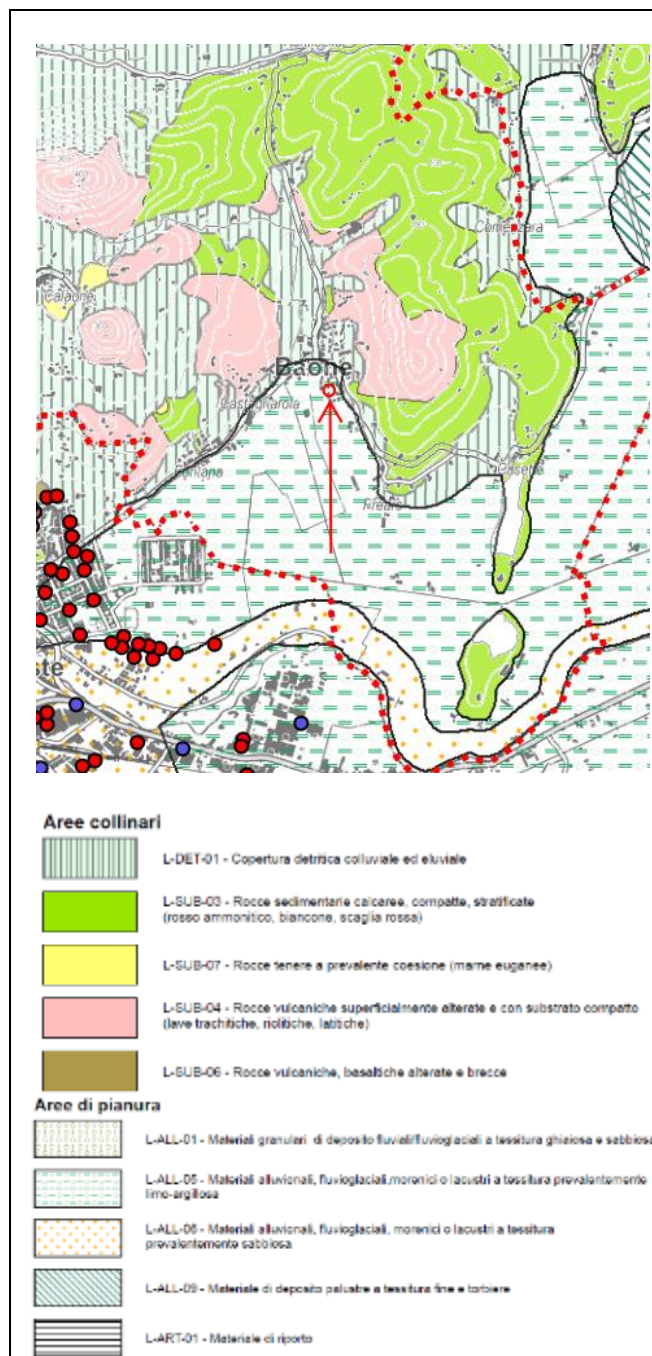 Calaone
Comezzara
Baone
Castagnarola
Fontana
Casetta
ste
Aree collinari
L-DET-01 - Copertura detritica colluviale ed eluviale
L-SUB-03 - Rocce sedimentarie calcaree, compatte, stratificate
(rosso ammonitico, biancone, scaglia rossa)
L-SUB-07 - Rocce tenere a prevalente coesione (marne euganee)
L-SUB-04 - Rocce vulcaniche superficialmente alterate e con substrato compatto
(lave trachitiche, riolitiche, latitiche)
L-SUB-06 - Rocce vulcaniche, basaltiche alterate e brecce
Aree di pianura
L-ALL-01 - Materiali granulari di deposito fluviali/fluvioglaciali a tessitura ghiaiosa e sabbiosa
L-ALL-05 - Materiali alluvionali, fluvioglaciali,morenici o lacustri a tessitura prevalentemente
limo-argillosa
L-ALL-06 - Materiali alluvionali, fluvioglaciali, morenici o lacustri a tessitura
prevalentemente sabbiosa
L-ALL-09 - Materiale di deposito palustre a tessitura fine e torbiere
L-ART-01 - Materiale di riporto